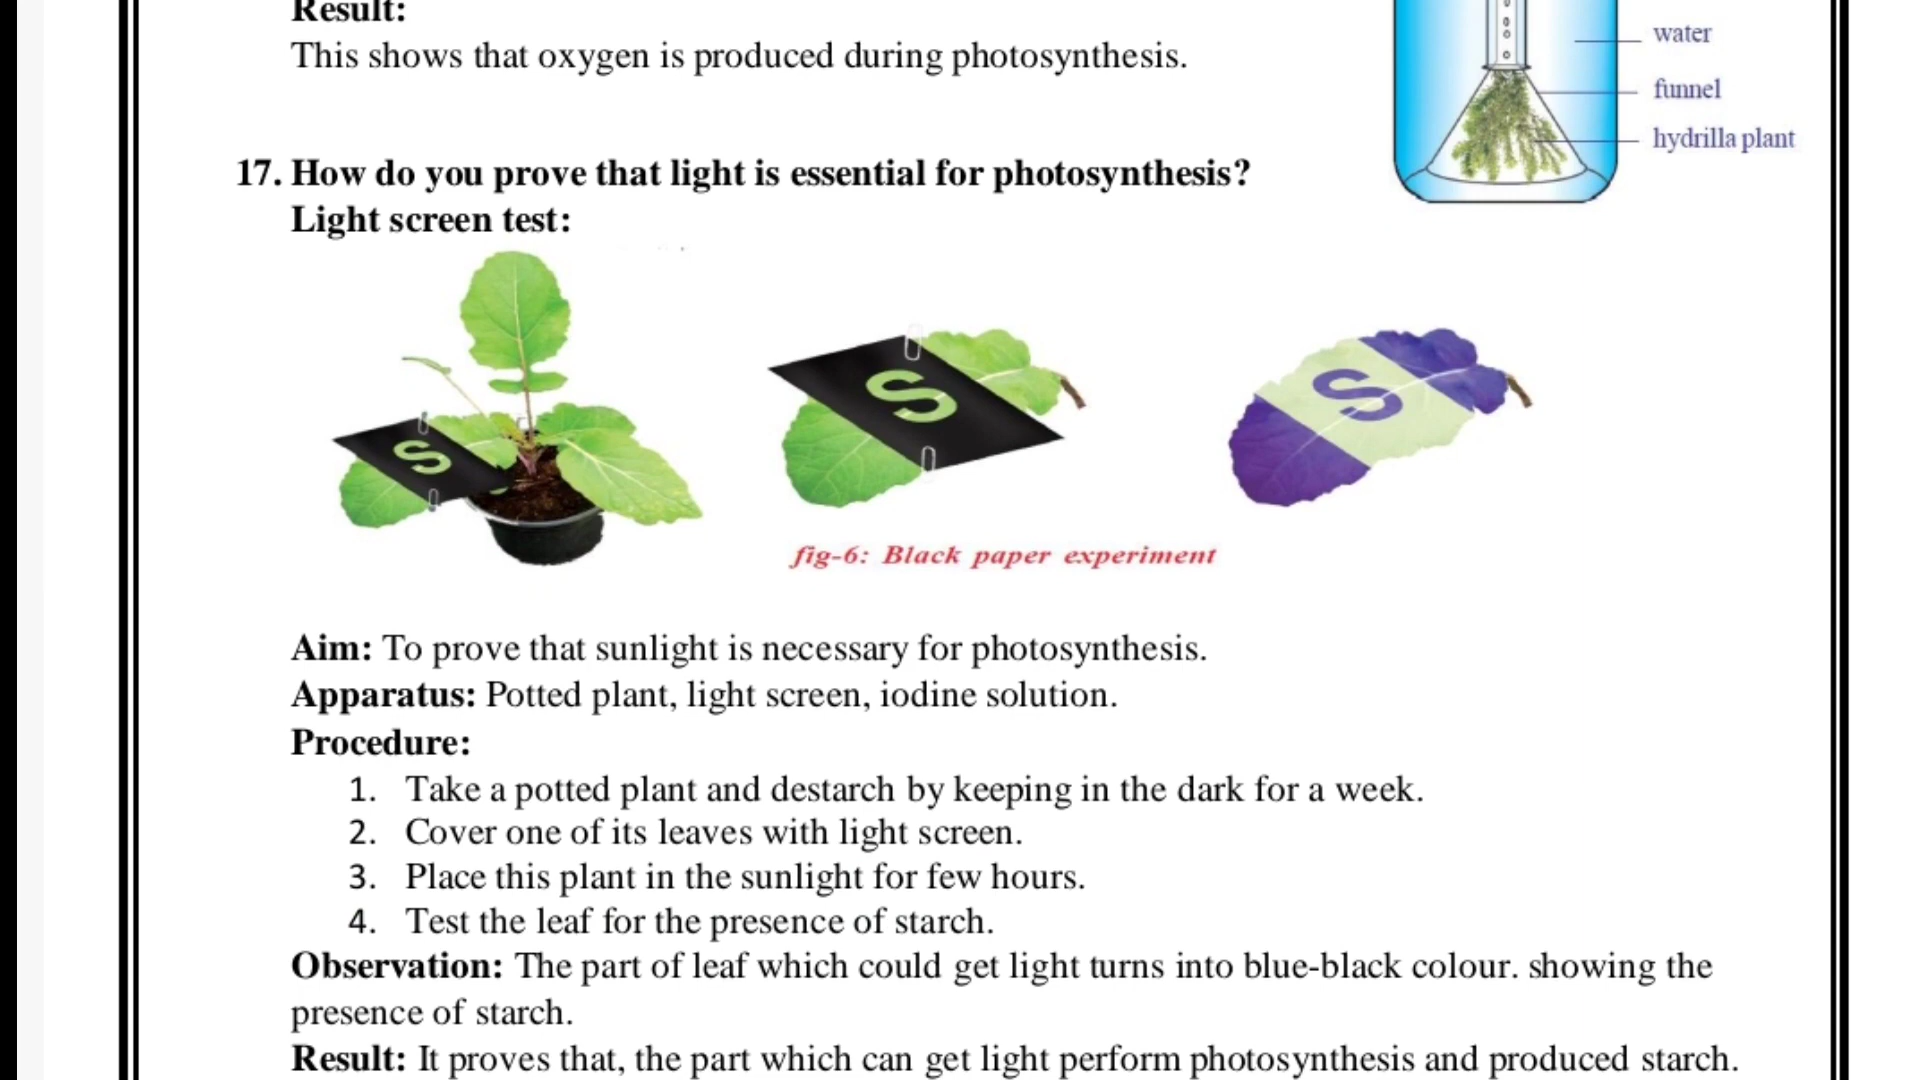 Result:
This shows that oxygen is produced during photosynthesis.
water
funnel
hydrilla plant
17. How do you prove that light is essential for photosynthesis?
Light screen test:
S
S
S
fig-6: Black paper experiment
Aim: To prove that sunlight is necessary for photosynthesis.
Apparatus: Potted plant, light screen, iodine solution.
Procedure:
1. Take a potted plant and destarch by keeping in the dark for a week.
2. Cover one of its leaves with light screen.
3. Place this plant in the sunlight for few hours.
4. Test the leaf for the presence of starch.
Observation: The part of leaf which could get light turns into blue-black colour. showing the
presence of starch.
Result: It proves that, the part which can get light perform photosynthesis and produced starch.